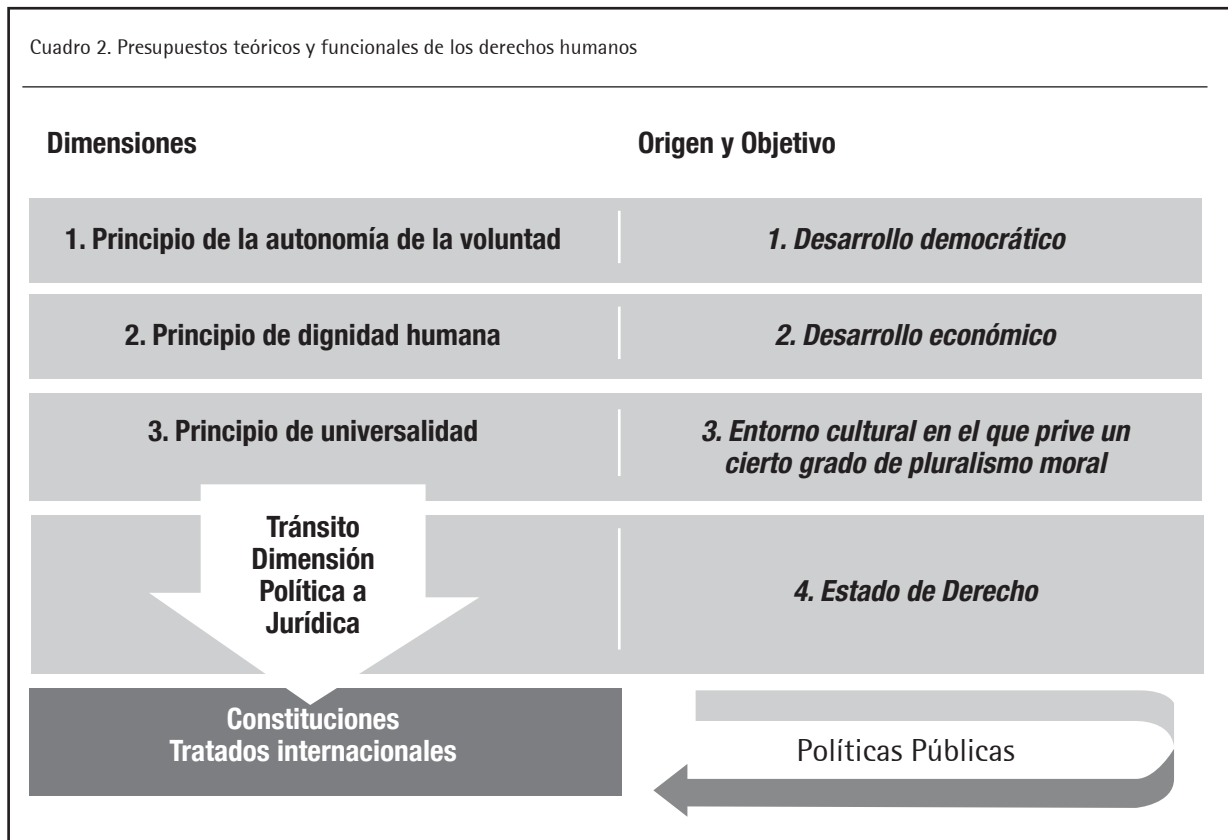 Cuadro 2. Presupuestos teóricos y funcionales de los derechos humanos
Dimensiones
Origen y Objetivo
1. Principio de la autonomía de la voluntad
1. Desarrollo democrático
2. Principio de dignidad humana
2. Desarrollo económico
3. Principio de universalidad
3. Entorno cultural en el que prive un
cierto grado de pluralismo moral
Tránsito
Dimensión
Política a
Jurídica
4. Estado de Derecho
Constituciones
Tratados internacionales
Políticas Públicas